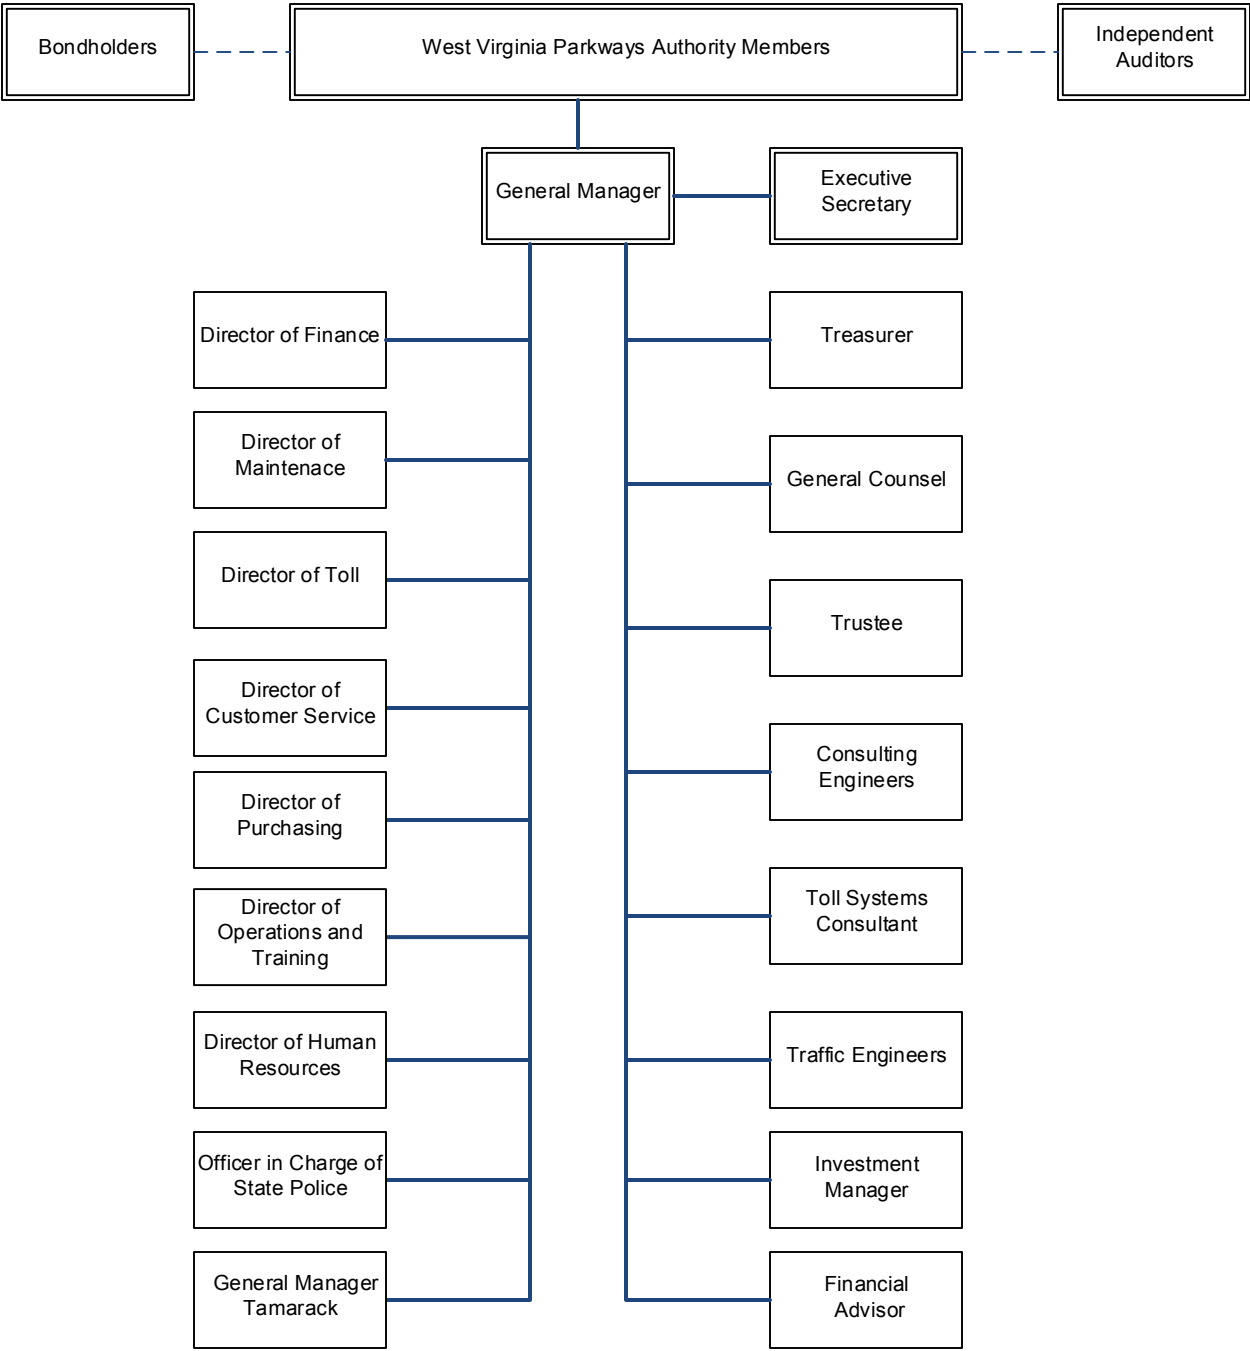 Bondholders
West Virginia Parkways Authority Members
Independent
Auditors
General Manager
Executive
Secretary
Director of Finance
Director of
Maintenace
Director of Toll
Director of
Customer Service
Director of
Purchasing
Director of
Operations and
Training
Director of Human
Resources
Officer in Charge of
State Police
General Manager
Tamarack
Treasurer
General Counsel
Trustee
Consulting
Engineers
Toll Systems
Consultant
Traffic Engineers
Investment
Manager
Financial
Advisor